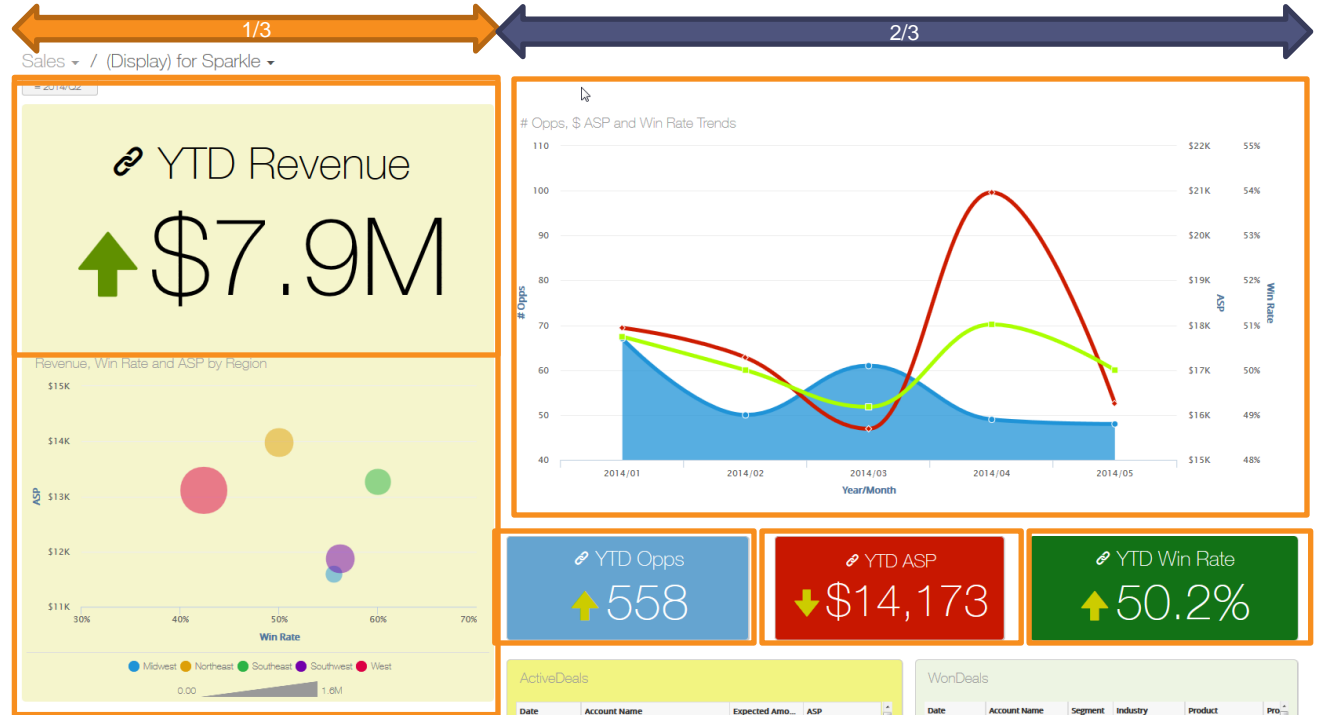 1/3
2/3
Sales / (Display) for Sparkle
= 2014/Q2
YTD Revenue
$7.9M
Revenue, Win Rate and ASP by Region
$15K
$14K
$13K
$12K
$11K
ASP
30% 40% 50% 60% 70%
Win Rate
Midwest Northeast Southeast Southwest West
0.00 1.6M
# Opps, $ ASP and Win Rate Trends
110 $22K 55%
100 $21K 54%
90 $20K 53%
80 $19K 52%
70 $18K 51%
60 $17K 50%
50 $16K 49%
40 $15K 48%
# Opps
ASP
Win Rate
2014/01 2014/02 2014/03 2014/04 2014/05
Year/Month
YTD Opps
558
YTD ASP
$14,173
YTD Win Rate
50.2%
ActiveDeals
Date Account Name Expected Amo... ASP
WonDeals
Date Account Name Segment Industry Product Pro...